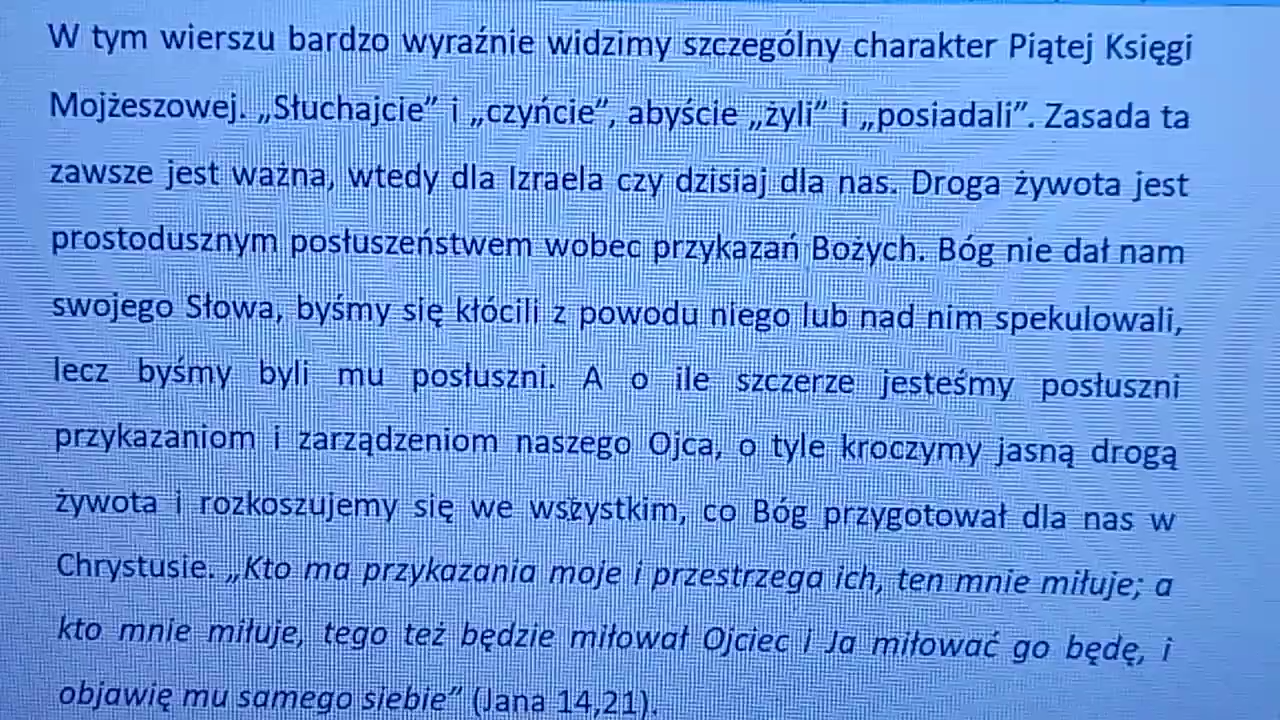 W tym wierszu bardzo wyraźnie widzimy szczególny charakter Piątej Księgi
Mojżeszowej. „Słuchajcie” i „czyńcie”, abyście „żyli” i „posiadali”. Zasada ta
zawsze jest ważna, wtedy dla Izraela czy dzisiaj dla nas. Droga żywota jest
prostodusznym posłuszeństwem wobec przykazań Bożych. Bóg nie dał nam
swojego Słowa, byśmy się kłócili z powodu niego lub nad nim spekulowali,
lecz byśmy byli mu posłuszni. A o ile szczerze jesteśmy posłuszni
przykazaniom i zarządzeniom naszego Ojca, o tyle kroczymy jasną drogą
żywota i rozkoszujemy się we wszystkim, co Bóg przygotował dla nas w
Chrystusie. „Kto ma przykazania moje i przestrzega ich, ten mnie miłuje; a
kto mnie miłuje, tego też będzie miłował Ojciec i Ja miłować go będę, i
objawię mu samego siebie” (Jana 14,21).